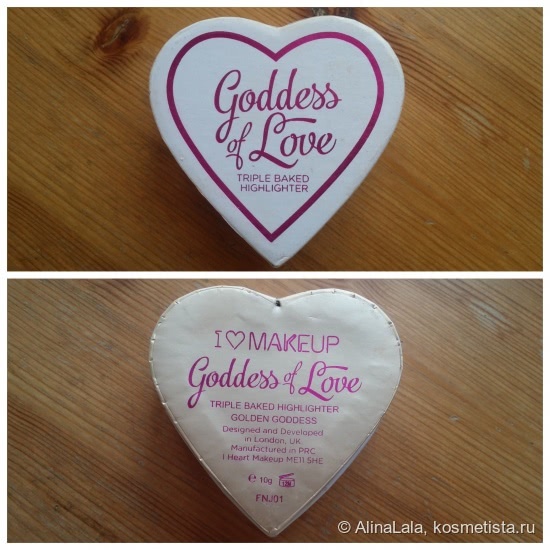 Goddess
of Love
TRIPLE BAKED
HIGHLIGHTER
I ♡ MAKEUP
Goddess of Love
TRIPLE BAKED HIGHLIGHTER
GOLDEN GODDESS
Designed and Developed
in London, UK
Manufactured in PRC
I Heart Makeup ME11 5HE
℮ 10g 12M
FNJ01
© AlinaLala, kosmetista.ru